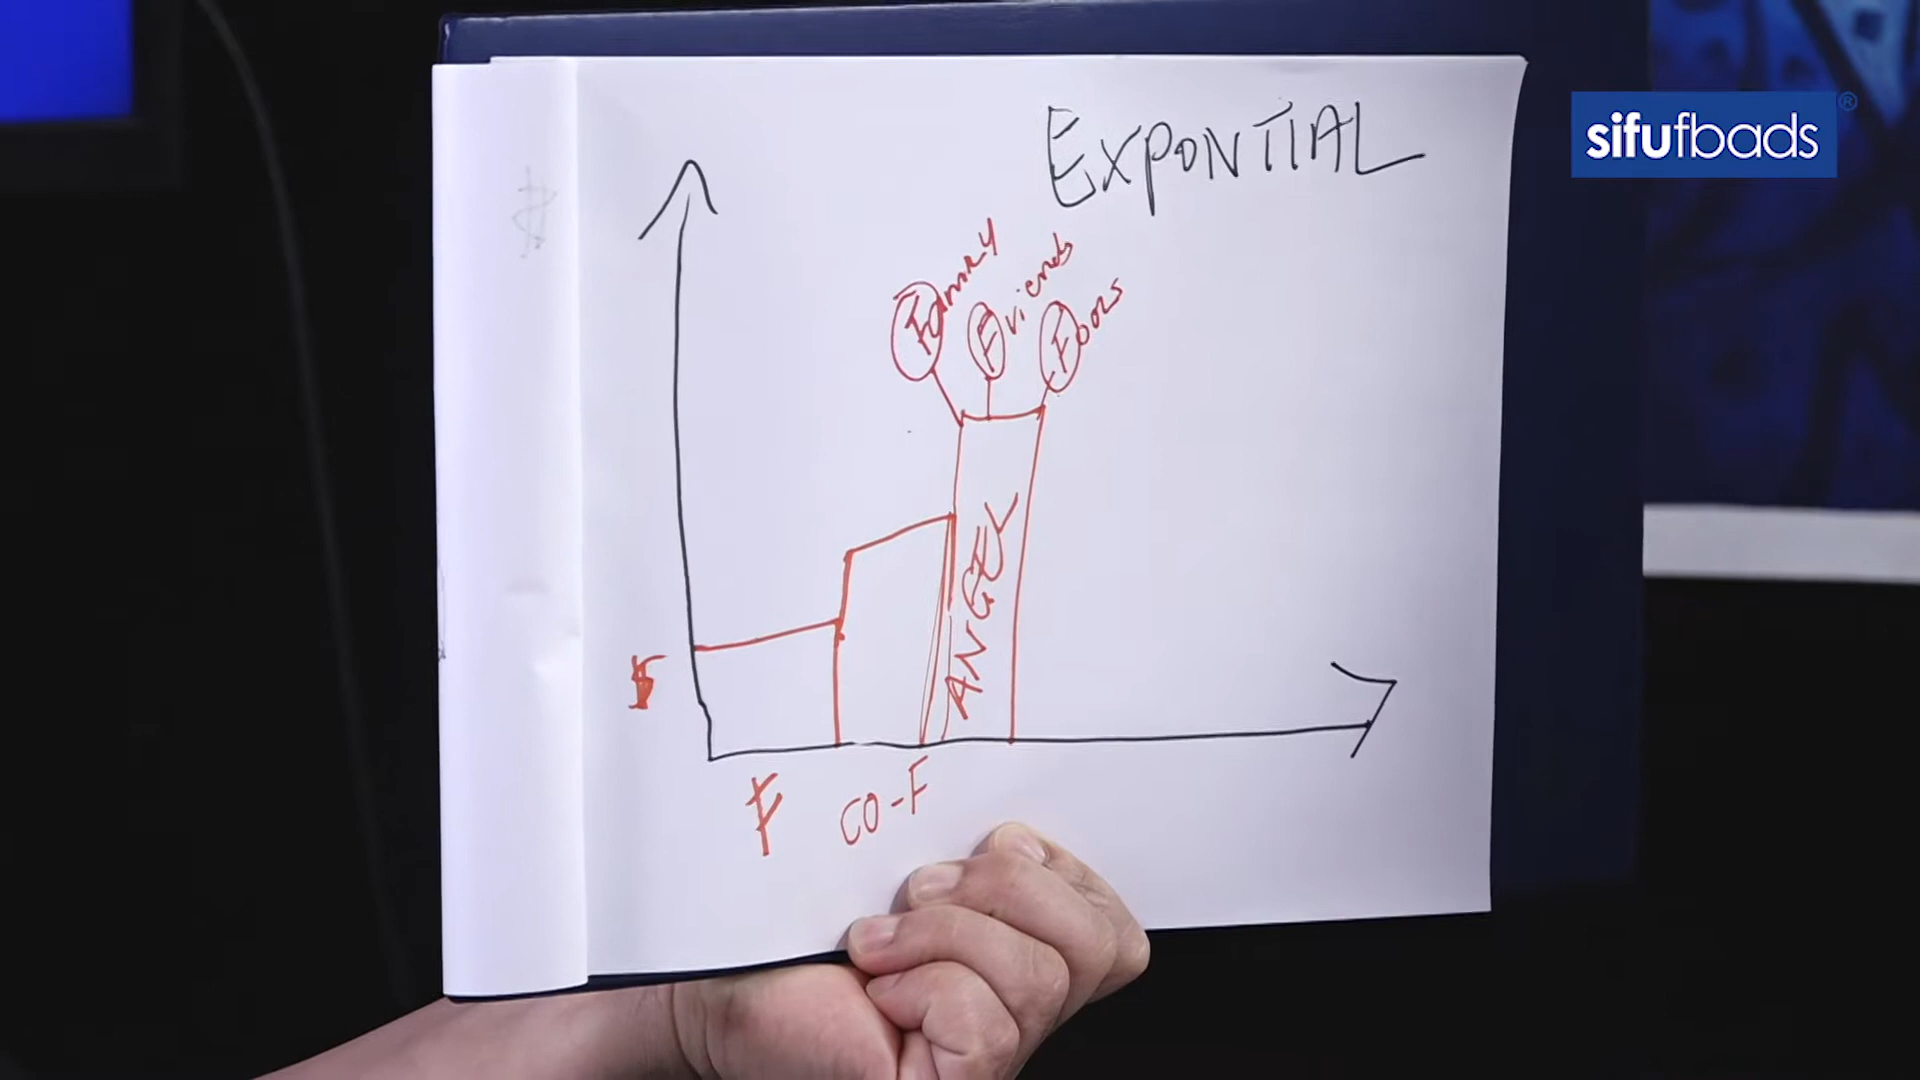 sifufbads®
EXPONTIAL
Family
Friends
Fools
ANGEL
$
F
CO-F